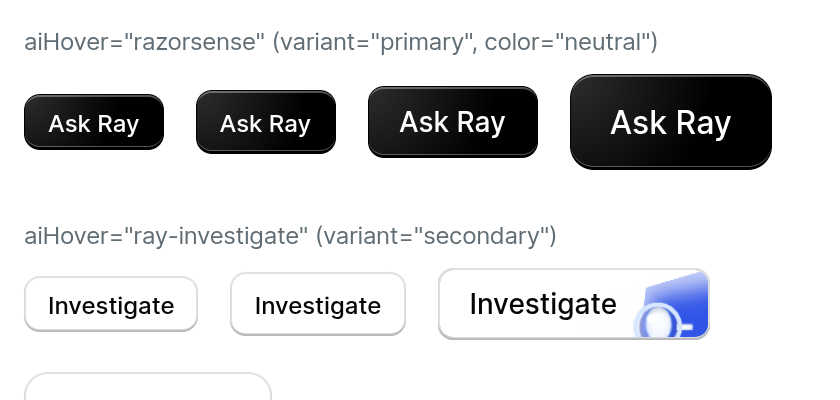 aiHover="razorsense" (variant="primary", color="neutral")
Ask Ray Ask Ray Ask Ray Ask Ray
aiHover="ray-investigate" (variant="secondary")
Investigate Investigate Investigate